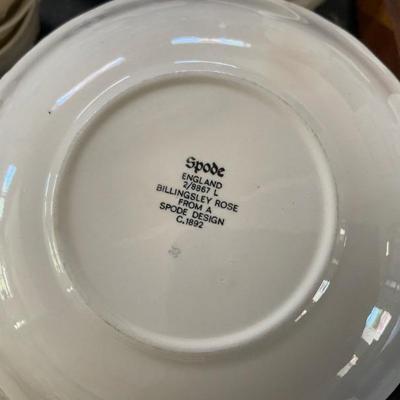 Spode
ENGLAND
2/8867 L
BILLINGSLEY ROSE
FROM A
SPODE DESIGN
C.1892